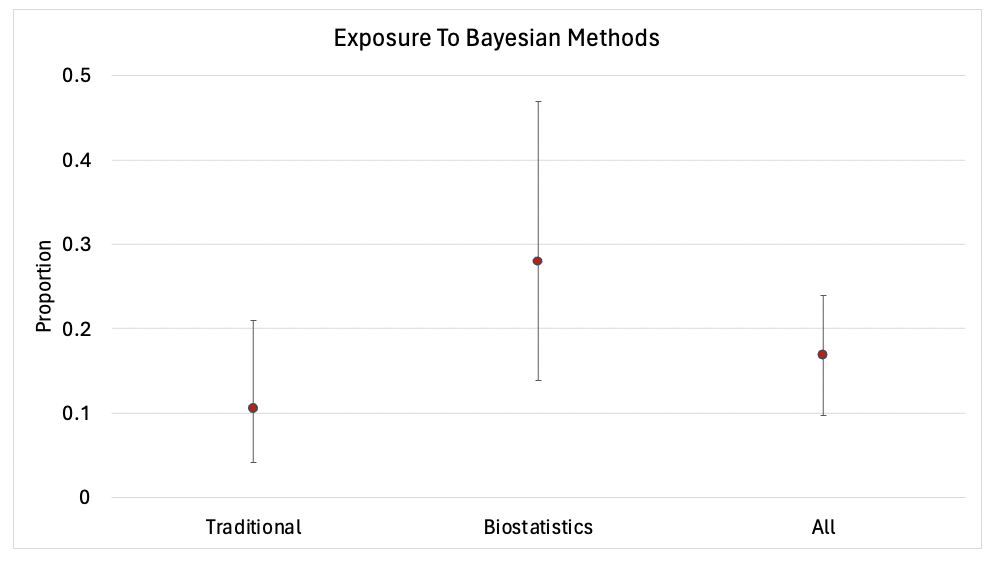 Exposure To Bayesian Methods
0.5
0.4
0.3
0.2
0.1
0
Proportion
Traditional
Biostatistics
All